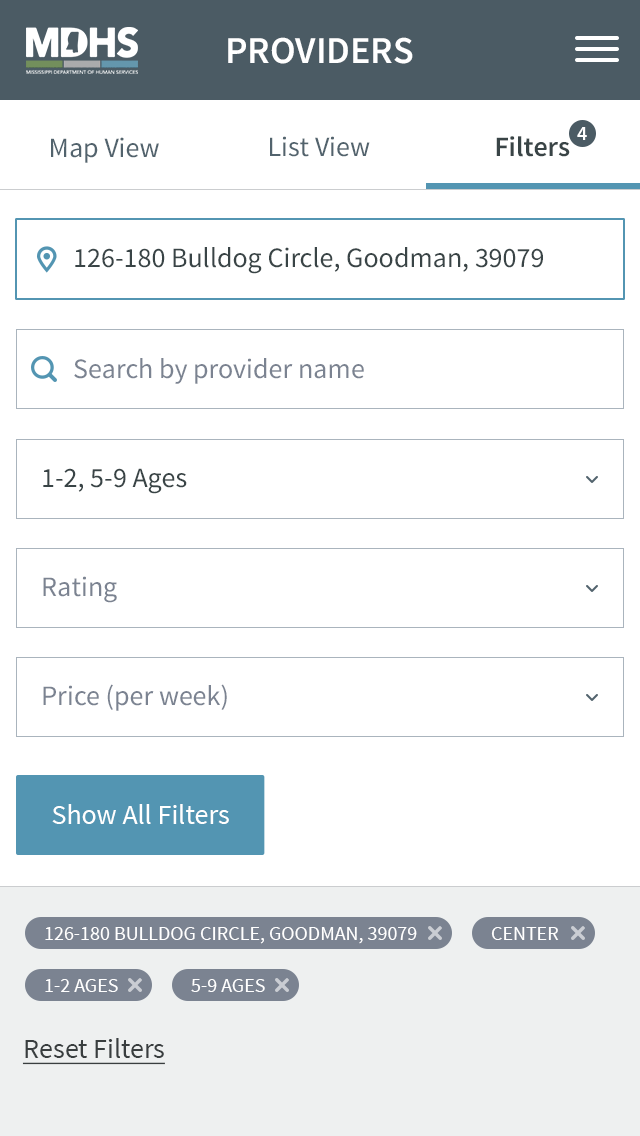 MDHS
MISSISSIPPI DEPARTMENT OF HUMAN SERVICES
PROVIDERS
Map View
List View
Filters
4
126-180 Bulldog Circle, Goodman, 39079
Search by provider name
1-2, 5-9 Ages
Rating
Price (per week)
Show All Filters
126-180 BULLDOG CIRCLE, GOODMAN, 39079
CENTER
1-2 AGES
5-9 AGES
Reset Filters